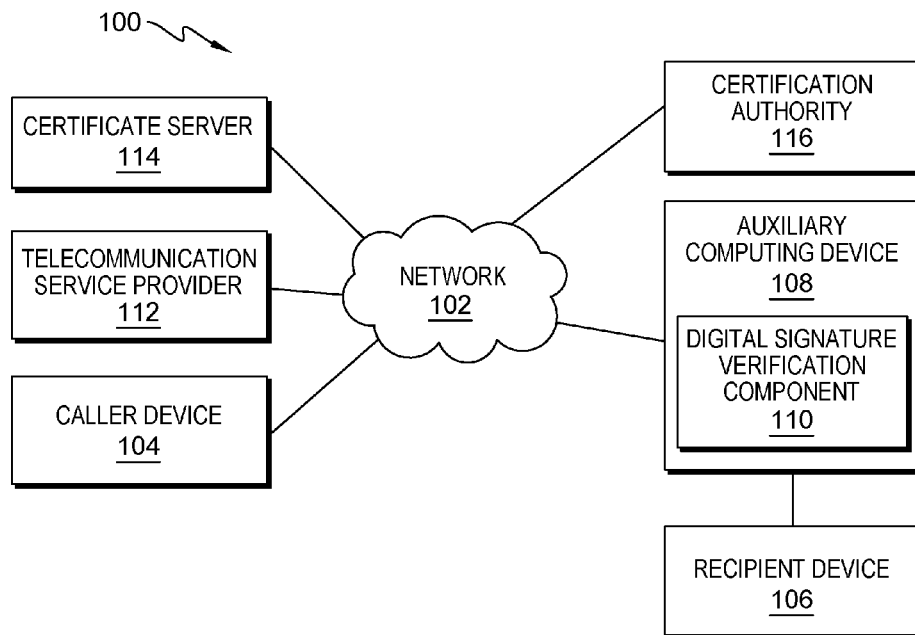 100
CERTIFICATE SERVER
114
TELECOMMUNICATION
SERVICE PROVIDER
112
CALLER DEVICE
104
NETWORK
102
CERTIFICATION
AUTHORITY
116
AUXILIARY
COMPUTING DEVICE
108
DIGITAL SIGNATURE
VERIFICATION
COMPONENT
110
RECIPIENT DEVICE
106